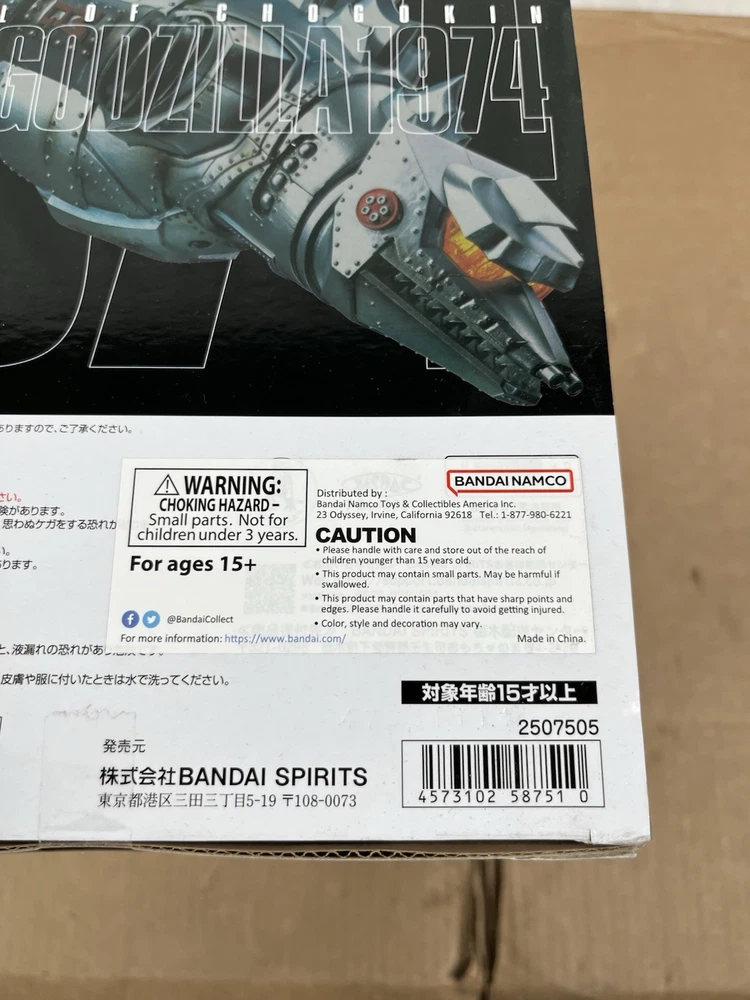 L OF CHOGOKIN
GODZILLA 1974
ありますので、ご了承ください。
さい。
険があります。
思わぬケガをする恐れが
い。
ります。
と、液漏れの恐れがあり
皮膚や服に付いたときは水で洗ってください。
⚠ WARNING:
CHOKING HAZARD –
Small parts. Not for
children under 3 years.
For ages 15+
@BandaiCollect
For more information: https://www.bandai.com/
BANDAI NAMCO
Distributed by :
Bandai Namco Toys & Collectibles America Inc.
23 Odyssey, Irvine, California 92618 Tel.: 1-877-980-6221
CAUTION
• Please handle with care and store out of the reach of
children younger than 15 years old.
• This product may contain small parts. May be harmful if
swallowed.
• This product may contain parts that have sharp points and
edges. Please handle it carefully to avoid getting injured.
• Color, style and decoration may vary.
Made in China.
対象年齢15才以上
2507505
発売元
株式会社BANDAI SPIRITS
東京都港区三田三丁目5-19 〒108-0073
4573102 58751 0